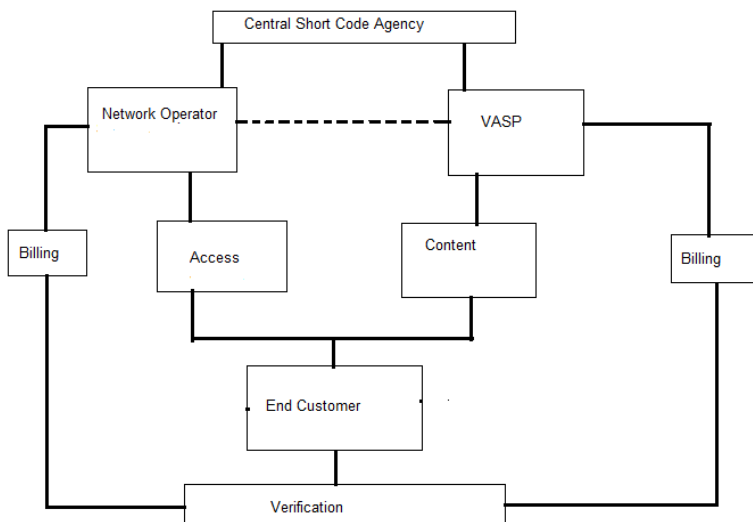 Central Short Code Agency
Network Operator
VASP
Billing
Access
Content
Billing
End Customer
Verification